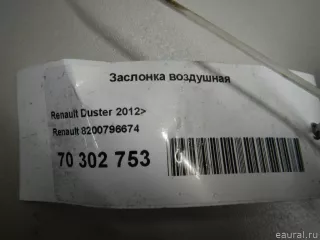 Заслонка воздушная
Renault Duster 2012>
Renault 8200796674
70 302 753
© eaural.ru